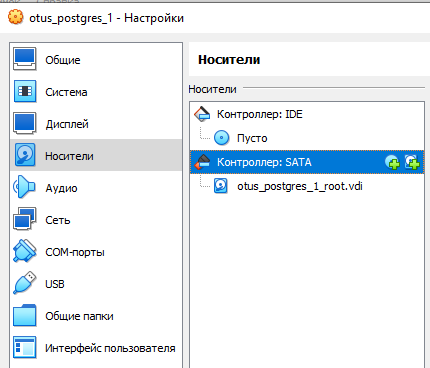 otus_postgres_1 - Настройки
Общие
Система
Дисплей
Носители
Аудио
Сеть
COM-порты
USB
Общие папки
Интерфейс пользователя
Носители
Носители
Контроллер: IDE
Пусто
Контроллер: SATA
otus_postgres_1_root.vdi